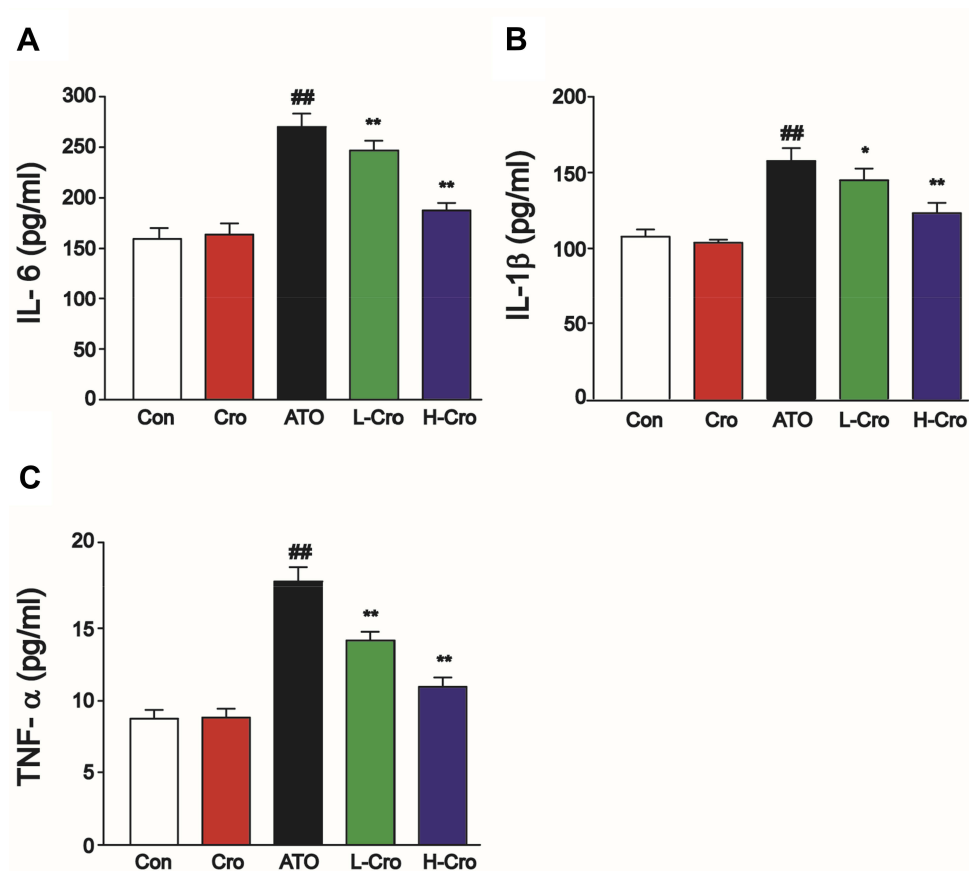 A
IL- 6 (pg/ml)
300
250
200
150
100
50
0
##
**
**
Con Cro ATO L-Cro H-Cro
B
IL-1β (pg/ml)
200
150
100
50
0
##
*
**
Con Cro ATO L-Cro H-Cro
C
TNF- α (pg/ml)
20
15
10
5
0
##
**
**
Con Cro ATO L-Cro H-Cro